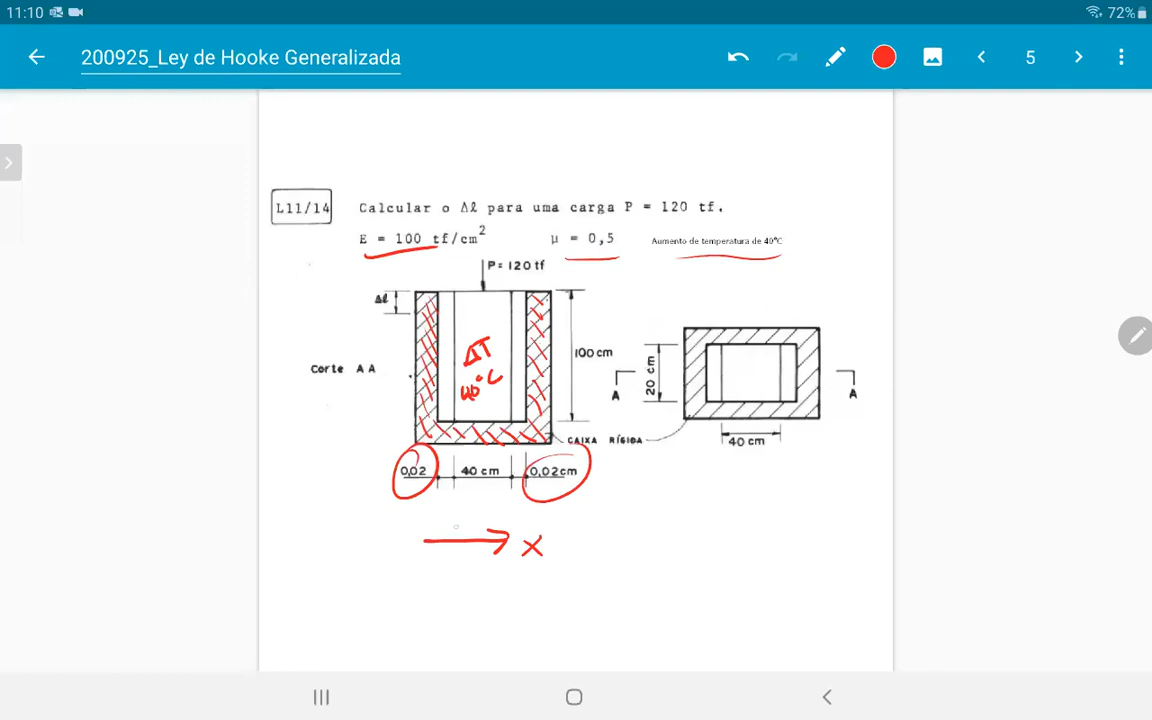 11:10
72%
200925_Ley de Hooke Generalizada
5
L11/14
Calcular o Δℓ para uma carga P = 120 tf.
E = 100 tf/cm²
μ = 0,5
Aumento de temperatura de 40°C
P = 120 tf
Δℓ
100 cm
ΔT
40°C
Corte A A
20 cm
A
A
CAIXA RÍGIDA
40 cm
0,02
40 cm
0,02cm
x